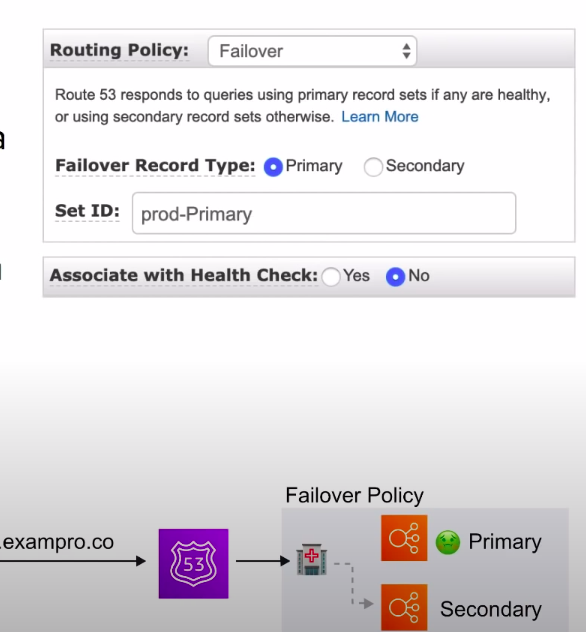 Routing Policy: Failover
Route 53 responds to queries using primary record sets if any are healthy,
or using secondary record sets otherwise. Learn More
Failover Record Type: Primary Secondary
Set ID: prod-Primary
Associate with Health Check: Yes No
Failover Policy
.exampro.co
53
Primary
Secondary